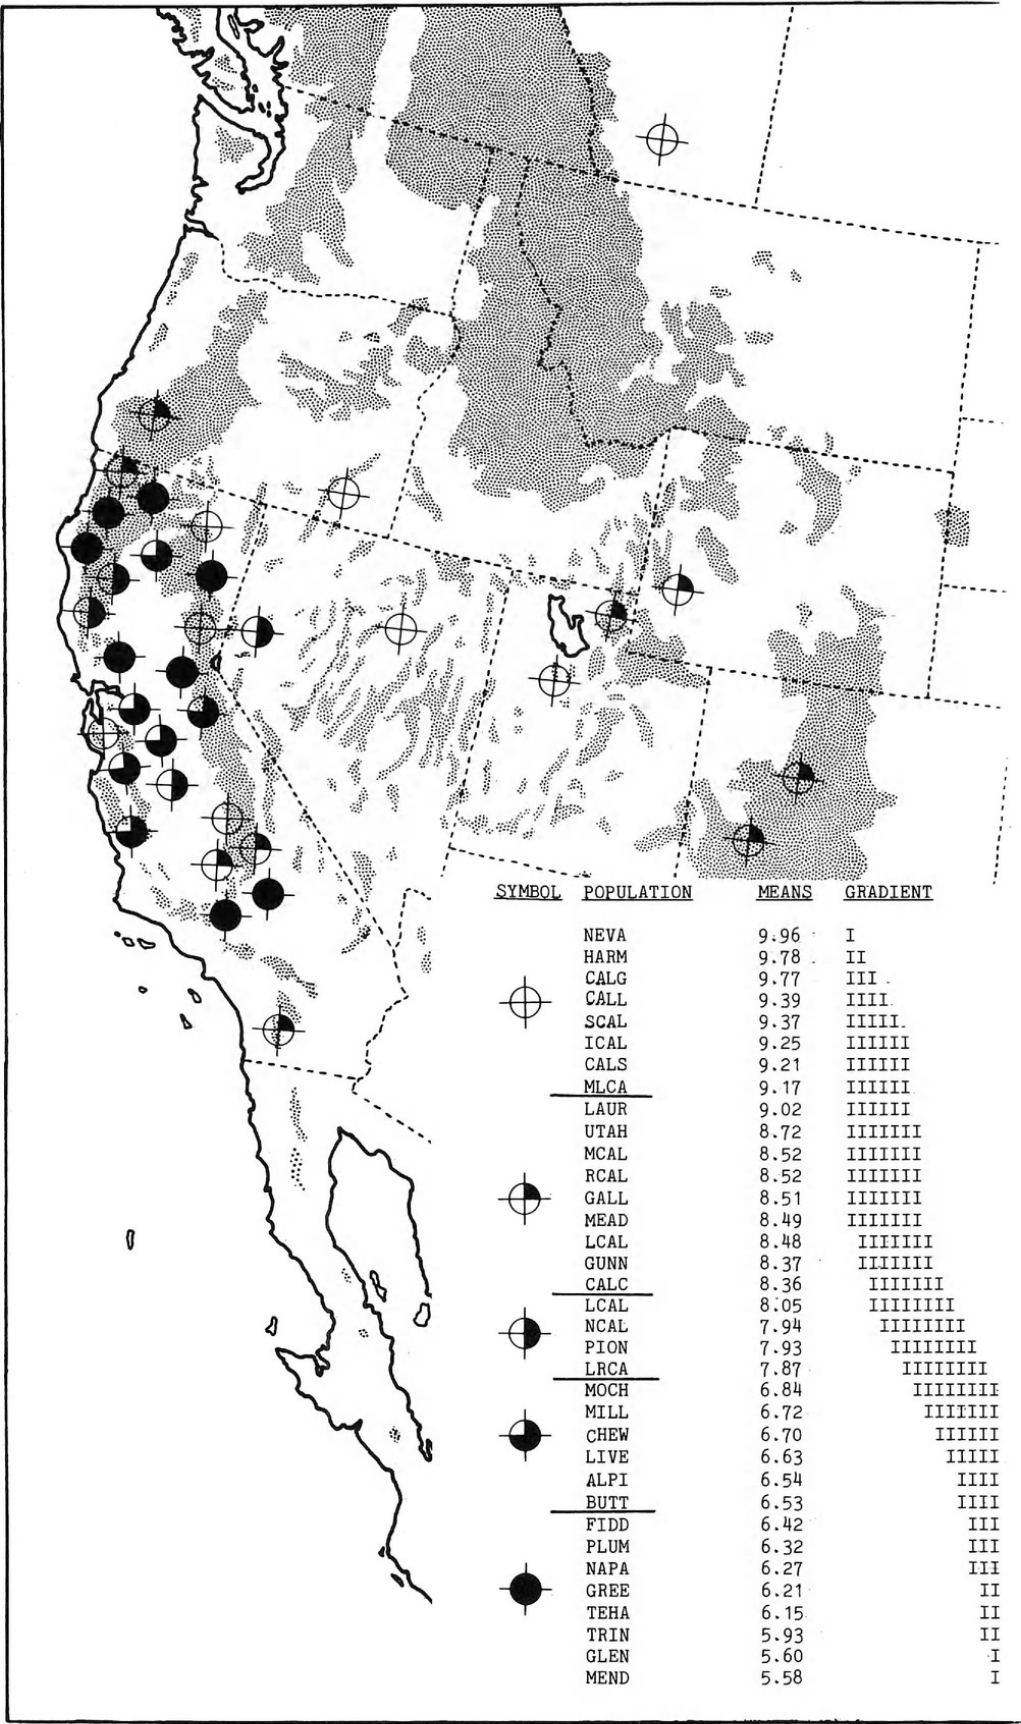 SYMBOL POPULATION MEANS GRADIENT
NEVA 9.96 I
HARM 9.78 II
CALG 9.77 III
CALL 9.39 IIII
SCAL 9.37 IIIII
ICAL 9.25 IIIIII
CALS 9.21 IIIIII
MLCA 9.17 IIIIII
LAUR 9.02 IIIIII
UTAH 8.72 IIIIIII
MCAL 8.52 IIIIIII
RCAL 8.52 IIIIIII
GALL 8.51 IIIIIII
MEAD 8.49 IIIIIII
LCAL 8.48 IIIIIII
GUNN 8.37 IIIIIII
CALC 8.36 IIIIIII
LCAL 8.05 IIIIIIII
NCAL 7.94 IIIIIIII
PION 7.93 IIIIIIII
LRCA 7.87 IIIIIIII
MOCH 6.84 IIIIIIII
MILL 6.72 IIIIIII
CHEW 6.70 IIIIII
LIVE 6.63 IIIII
ALPI 6.54 IIII
BUTT 6.53 IIII
FIDD 6.42 III
PLUM 6.32 III
NAPA 6.27 III
GREE 6.21 II
TEHA 6.15 II
TRIN 5.93 II
GLEN 5.60 I
MEND 5.58 I